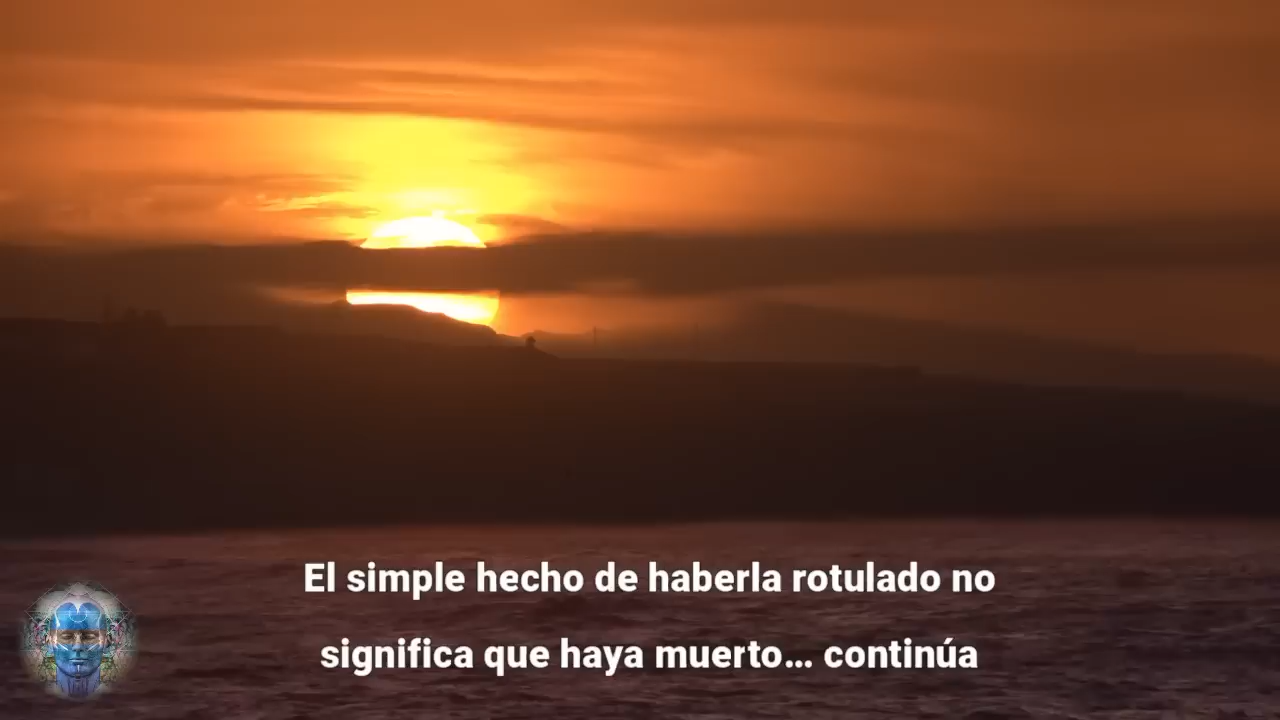 El simple hecho de haberla rotulado no
significa que haya muerto... continúa